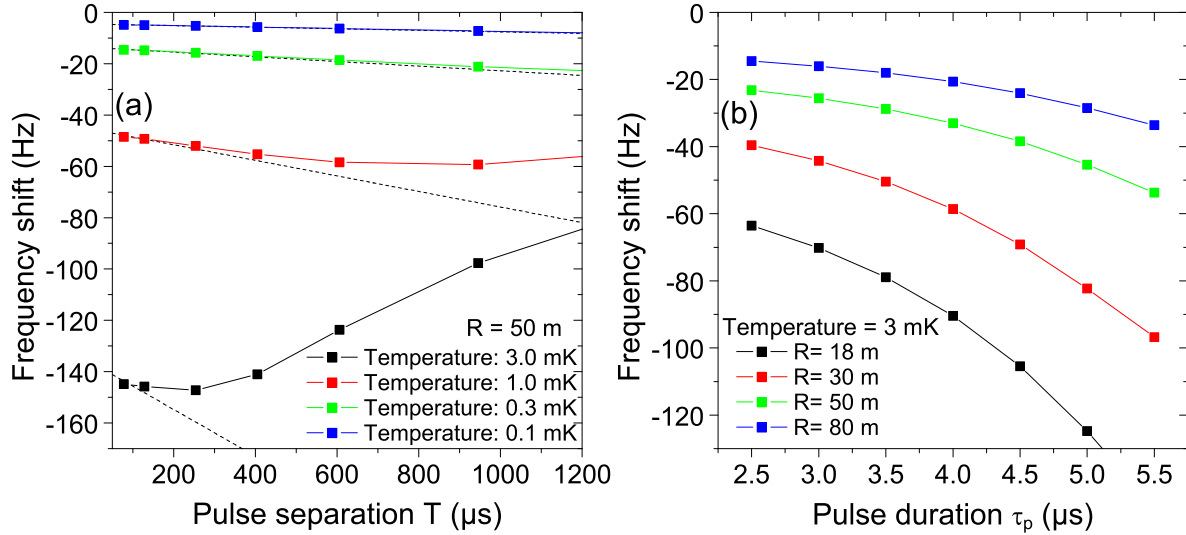 0
-20
-40
-60
-80
-100
-120
-140
-160
Frequency shift (Hz)
(a)
R = 50 m
Temperature: 3.0 mK
Temperature: 1.0 mK
Temperature: 0.3 mK
Temperature: 0.1 mK
200 400 600 800 1000 1200
Pulse separation T (µs)
0
-20
-40
-60
-80
-100
-120
Frequency shift (Hz)
(b)
Temperature = 3 mK
R= 18 m
R= 30 m
R= 50 m
R= 80 m
2.5 3.0 3.5 4.0 4.5 5.0 5.5
Pulse duration τp (µs)